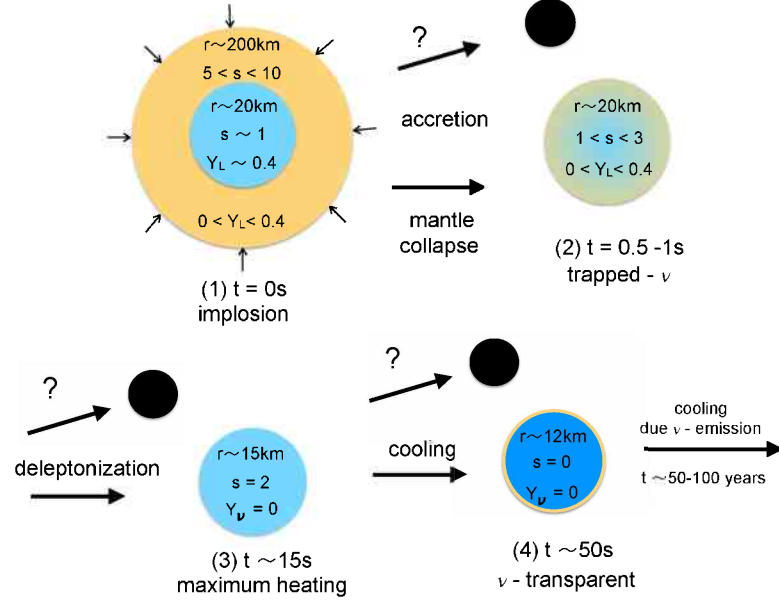 r～200km
5 < s < 10
r～20km
s ～ 1
Y_L ～ 0.4
0 < Y_L < 0.4
(1) t = 0s
implosion
?
accretion
mantle
collapse
r～20km
1 < s < 3
0 < Y_L < 0.4
(2) t = 0.5 -1s
trapped - ν
?
deleptonization
r～15km
s = 2
Y_ν = 0
(3) t ～15s
maximum heating
?
cooling
r～12km
s = 0
Y_ν = 0
(4) t ～50s
ν - transparent
cooling
due ν - emission
t ～50-100 years